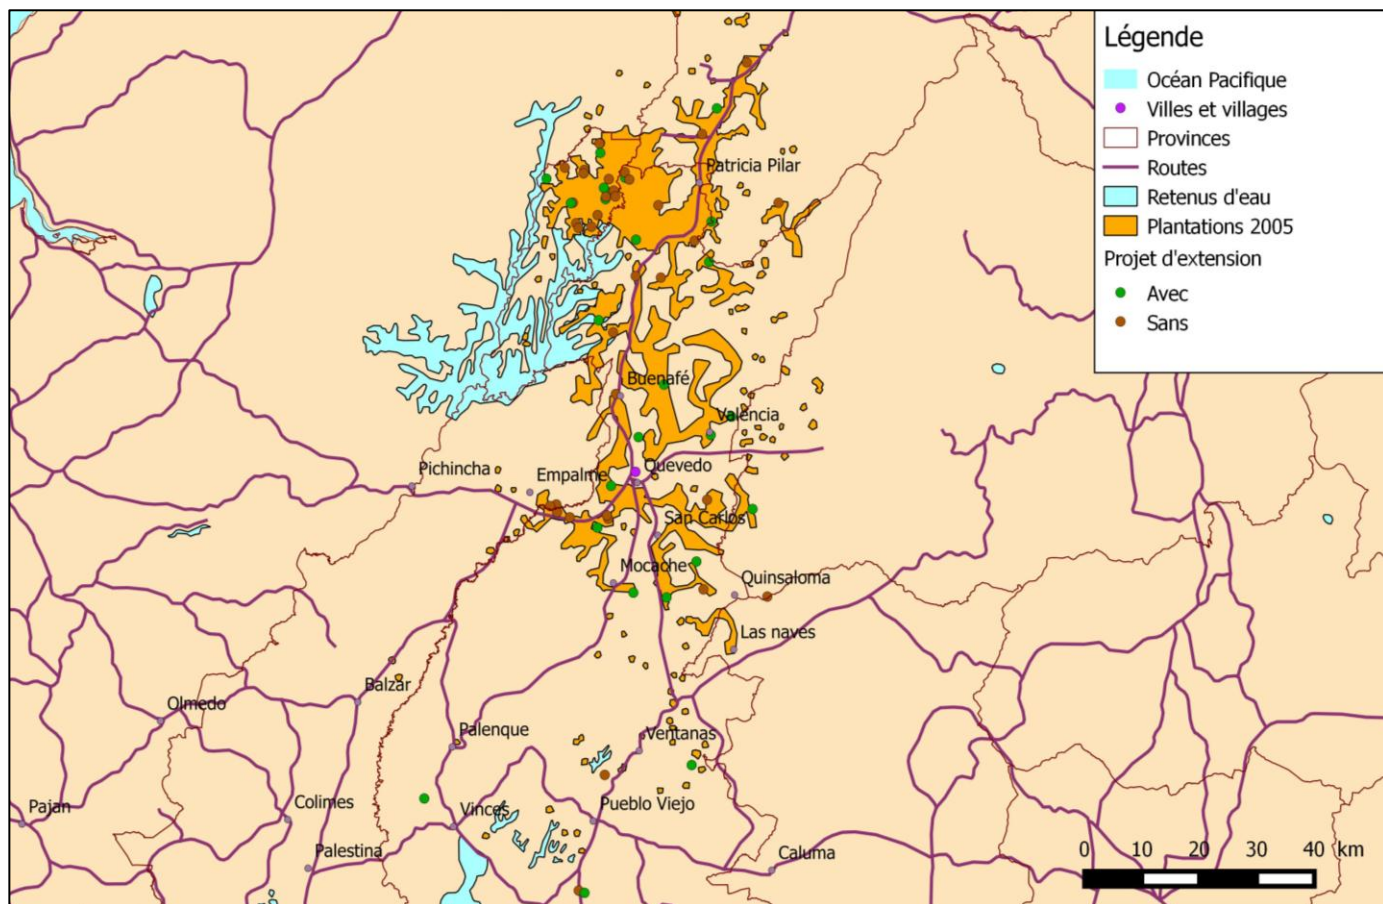 Légende
Océan Pacifique
Villes et villages
Provinces
Routes
Retenus d'eau
Plantations 2005
Projet d'extension
Avec
Sans
Patricia Pilar
Buenafé
Valencia
Pichincha
Empalme
Quevedo
San Carlos
Mocache
Quinsaloma
Las naves
Balzar
Olmedo
Palenque
Ventanas
Pajan
Colimes
Vinces
Pueblo Viejo
Palestina
Caluma
0 10 20 30 40 km